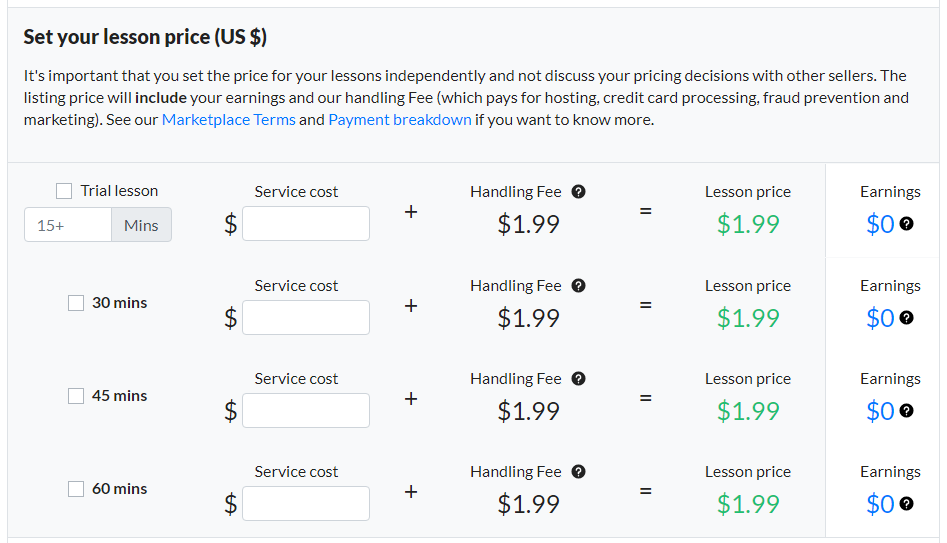 Set your lesson price (US $)
It's important that you set the price for your lessons independently and not discuss your pricing decisions with other sellers. The
listing price will include your earnings and our handling Fee (which pays for hosting, credit card processing, fraud prevention and
marketing). See our Marketplace Terms and Payment breakdown if you want to know more.
Trial lesson
15+ Mins
Service cost
$
+
Handling Fee ?
$1.99
=
Lesson price
$1.99
Earnings
$0 ?
30 mins
Service cost
$
+
Handling Fee ?
$1.99
=
Lesson price
$1.99
Earnings
$0 ?
45 mins
Service cost
$
+
Handling Fee ?
$1.99
=
Lesson price
$1.99
Earnings
$0 ?
60 mins
Service cost
$
+
Handling Fee ?
$1.99
=
Lesson price
$1.99
Earnings
$0 ?